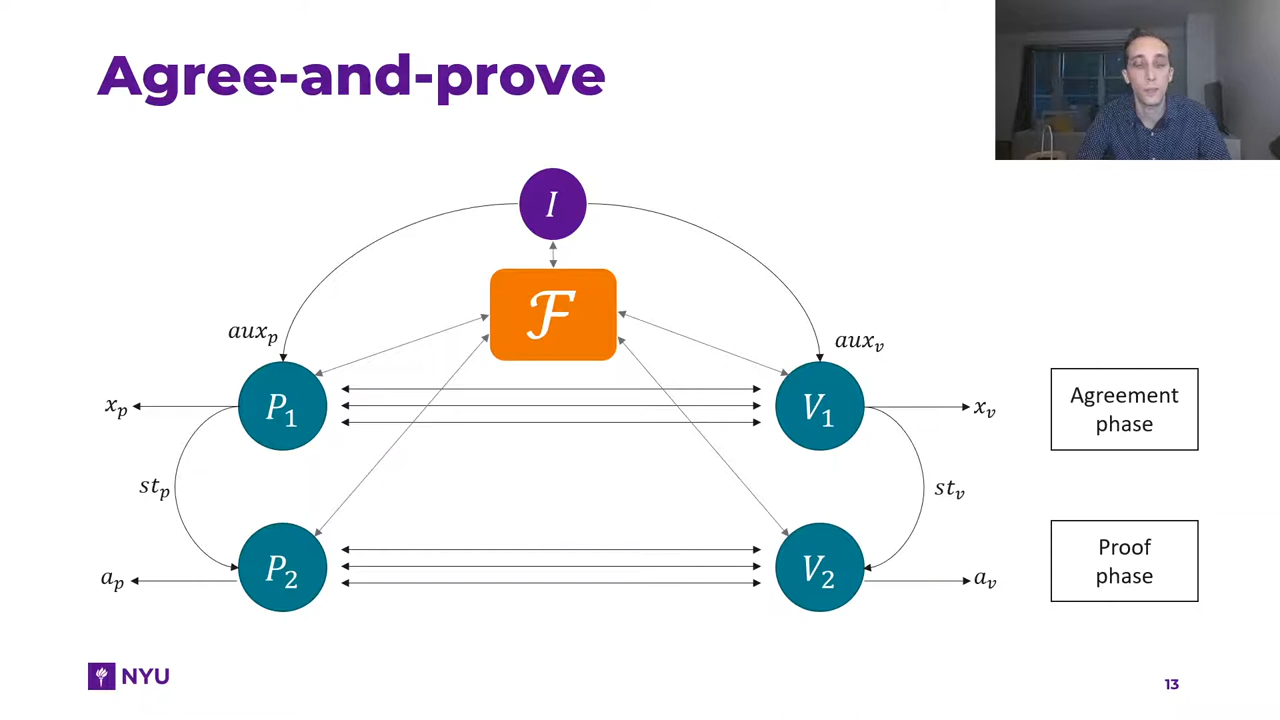 Agree-and-prove
I
ℱ
aux_p
aux_v
P_1
V_1
x_p
x_v
Agreement
phase
st_p
st_v
P_2
V_2
a_p
a_v
Proof
phase
NYU
13